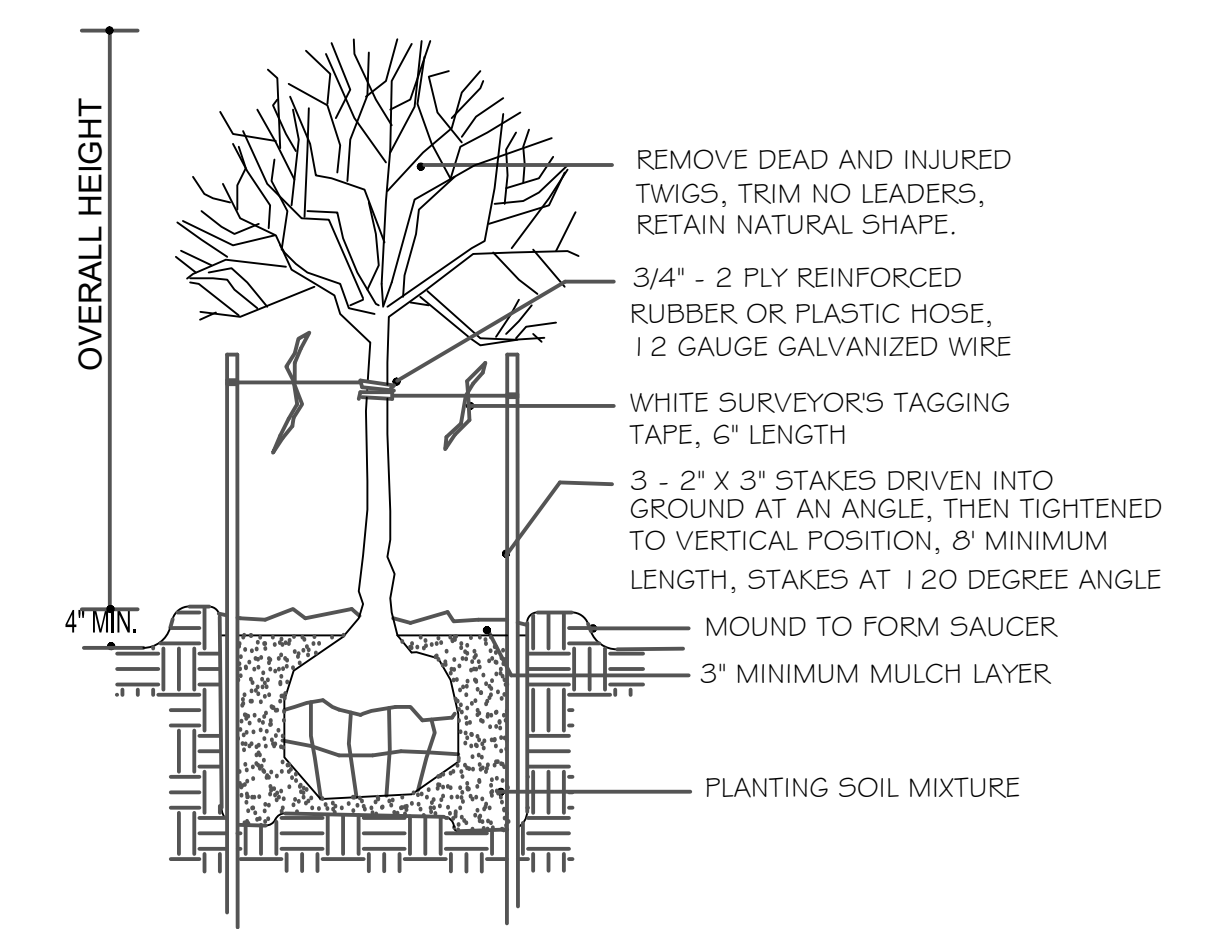 OVERALL HEIGHT
REMOVE DEAD AND INJURED
TWIGS, TRIM NO LEADERS,
RETAIN NATURAL SHAPE.
3/4" - 2 PLY REINFORCED
RUBBER OR PLASTIC HOSE,
12 GAUGE GALVANIZED WIRE
WHITE SURVEYOR'S TAGGING
TAPE, 6" LENGTH
3 - 2" X 3" STAKES DRIVEN INTO
GROUND AT AN ANGLE, THEN TIGHTENED
TO VERTICAL POSITION, 8' MINIMUM
LENGTH, STAKES AT 120 DEGREE ANGLE
4" MIN.
MOUND TO FORM SAUCER
3" MINIMUM MULCH LAYER
PLANTING SOIL MIXTURE